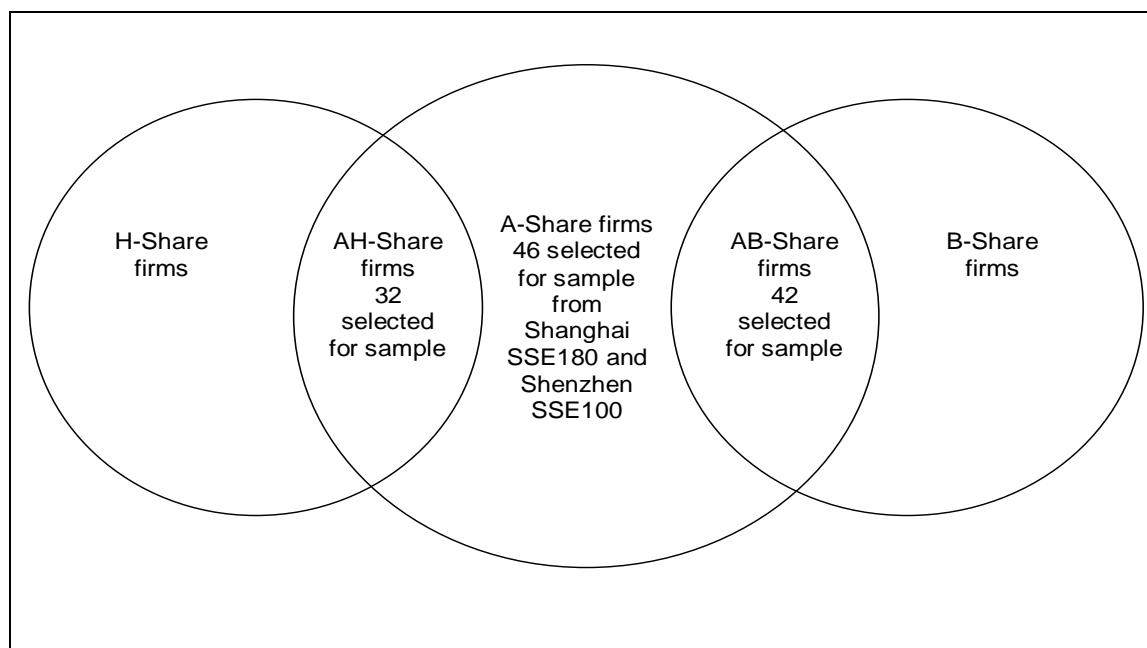 H-Share
firms
AH-Share
firms
32
selected
for sample
A-Share firms
46 selected
for sample
from
Shanghai
SSE180 and
Shenzhen
SSE100
AB-Share
firms
42
selected
for sample
B-Share
firms